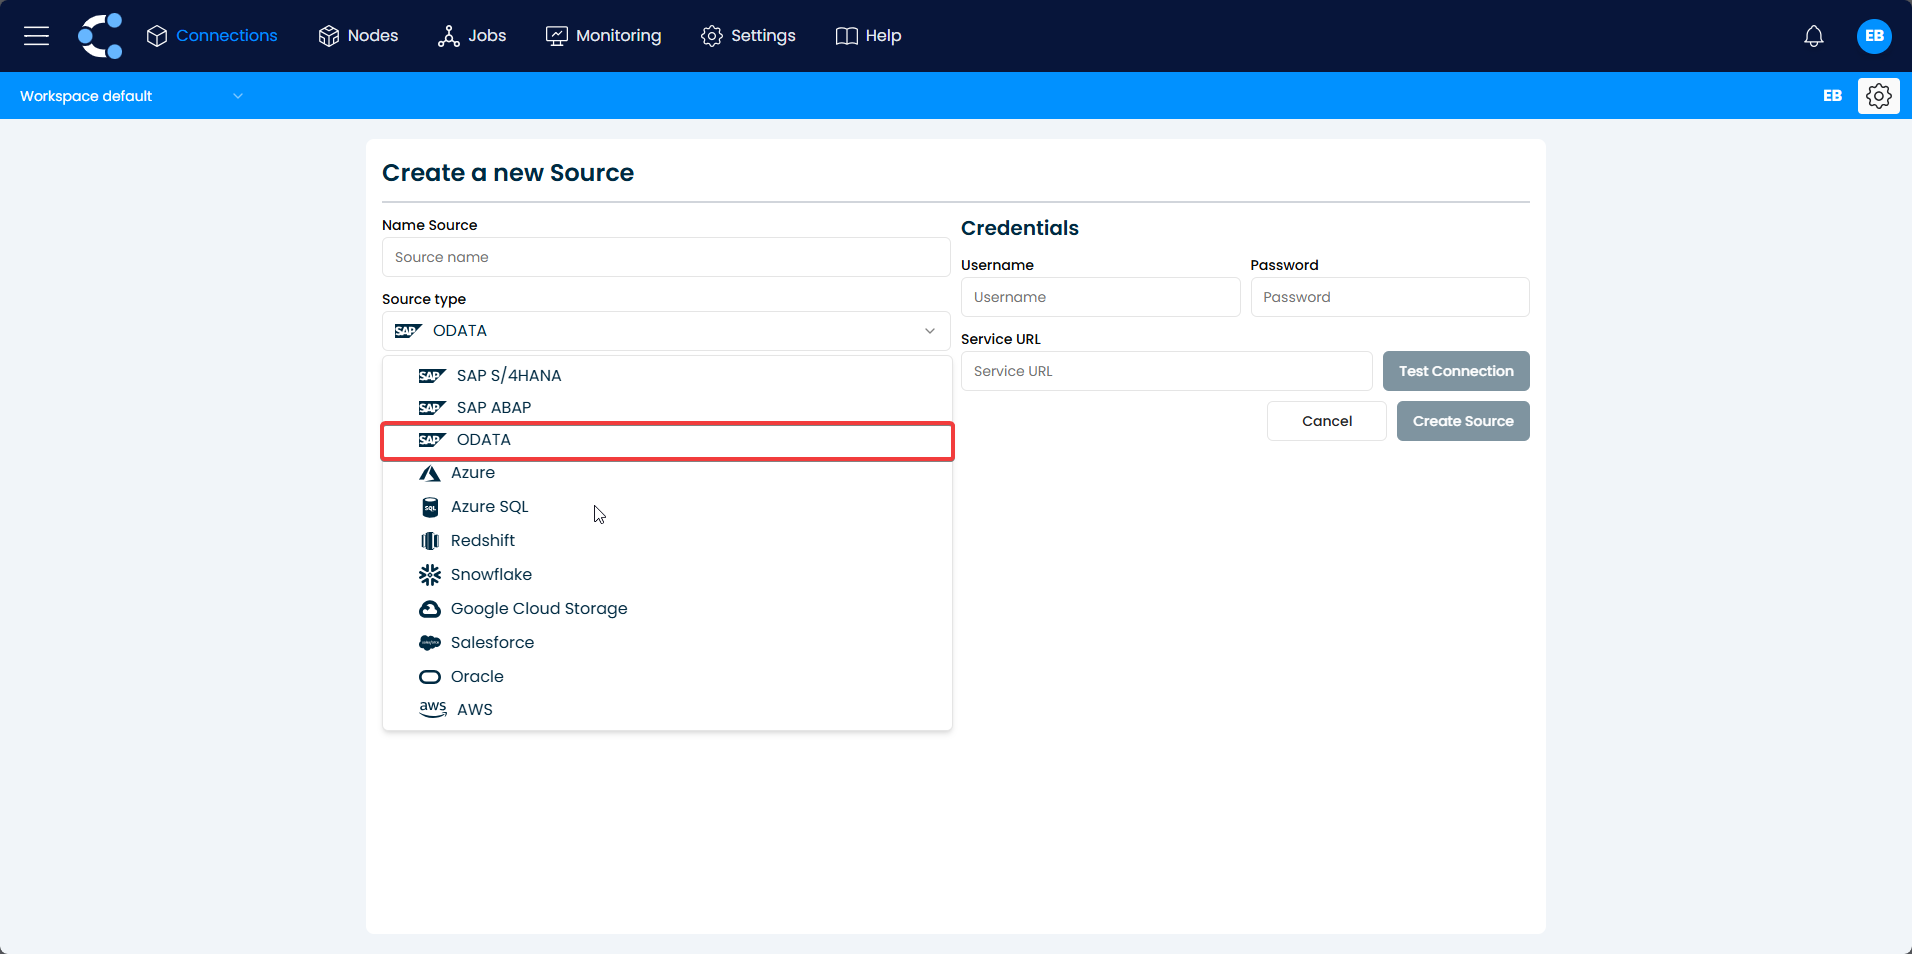 Connections Nodes Jobs Monitoring Settings Help EB
Workspace default EB
Create a new Source
Name Source
Source name
Source type
SAP ODATA
SAP SAP S/4HANA
SAP SAP ABAP
SAP ODATA
Azure
SQL Azure SQL
Redshift
Snowflake
Google Cloud Storage
salesforce Salesforce
Oracle
aws AWS
Credentials
Username Password
Username Password
Service URL
Service URL Test Connection
Cancel Create Source